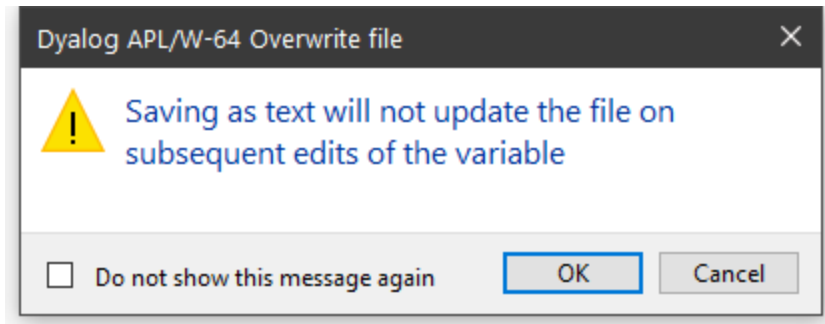 Dyalog APL/W-64 Overwrite file
Saving as text will not update the file on
subsequent edits of the variable
Do not show this message again
OK
Cancel